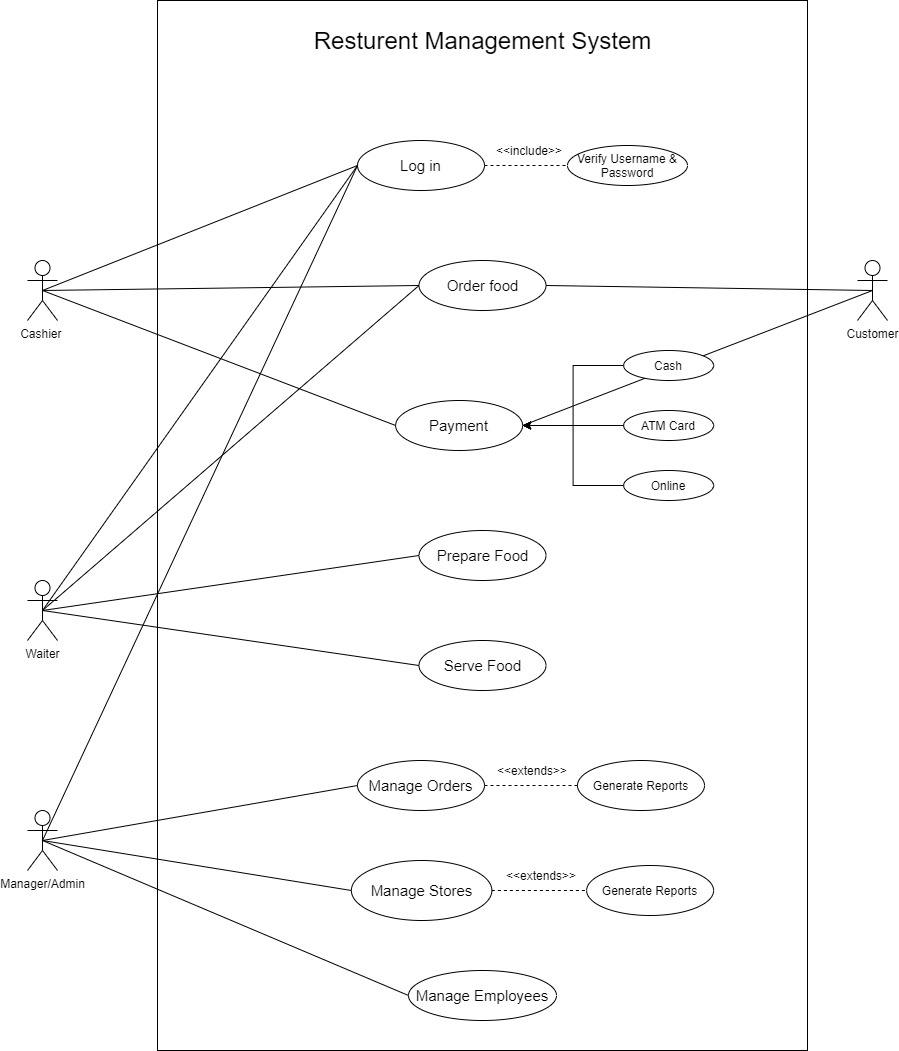 Resturent Management System
Log in
<<include>>
Verify Username &
Password
Cashier
Order food
Customer
Cash
Payment
ATM Card
Online
Prepare Food
Waiter
Serve Food
Manage Orders
<<extends>>
Generate Reports
Manager/Admin
Manage Stores
<<extends>>
Generate Reports
Manage Employees